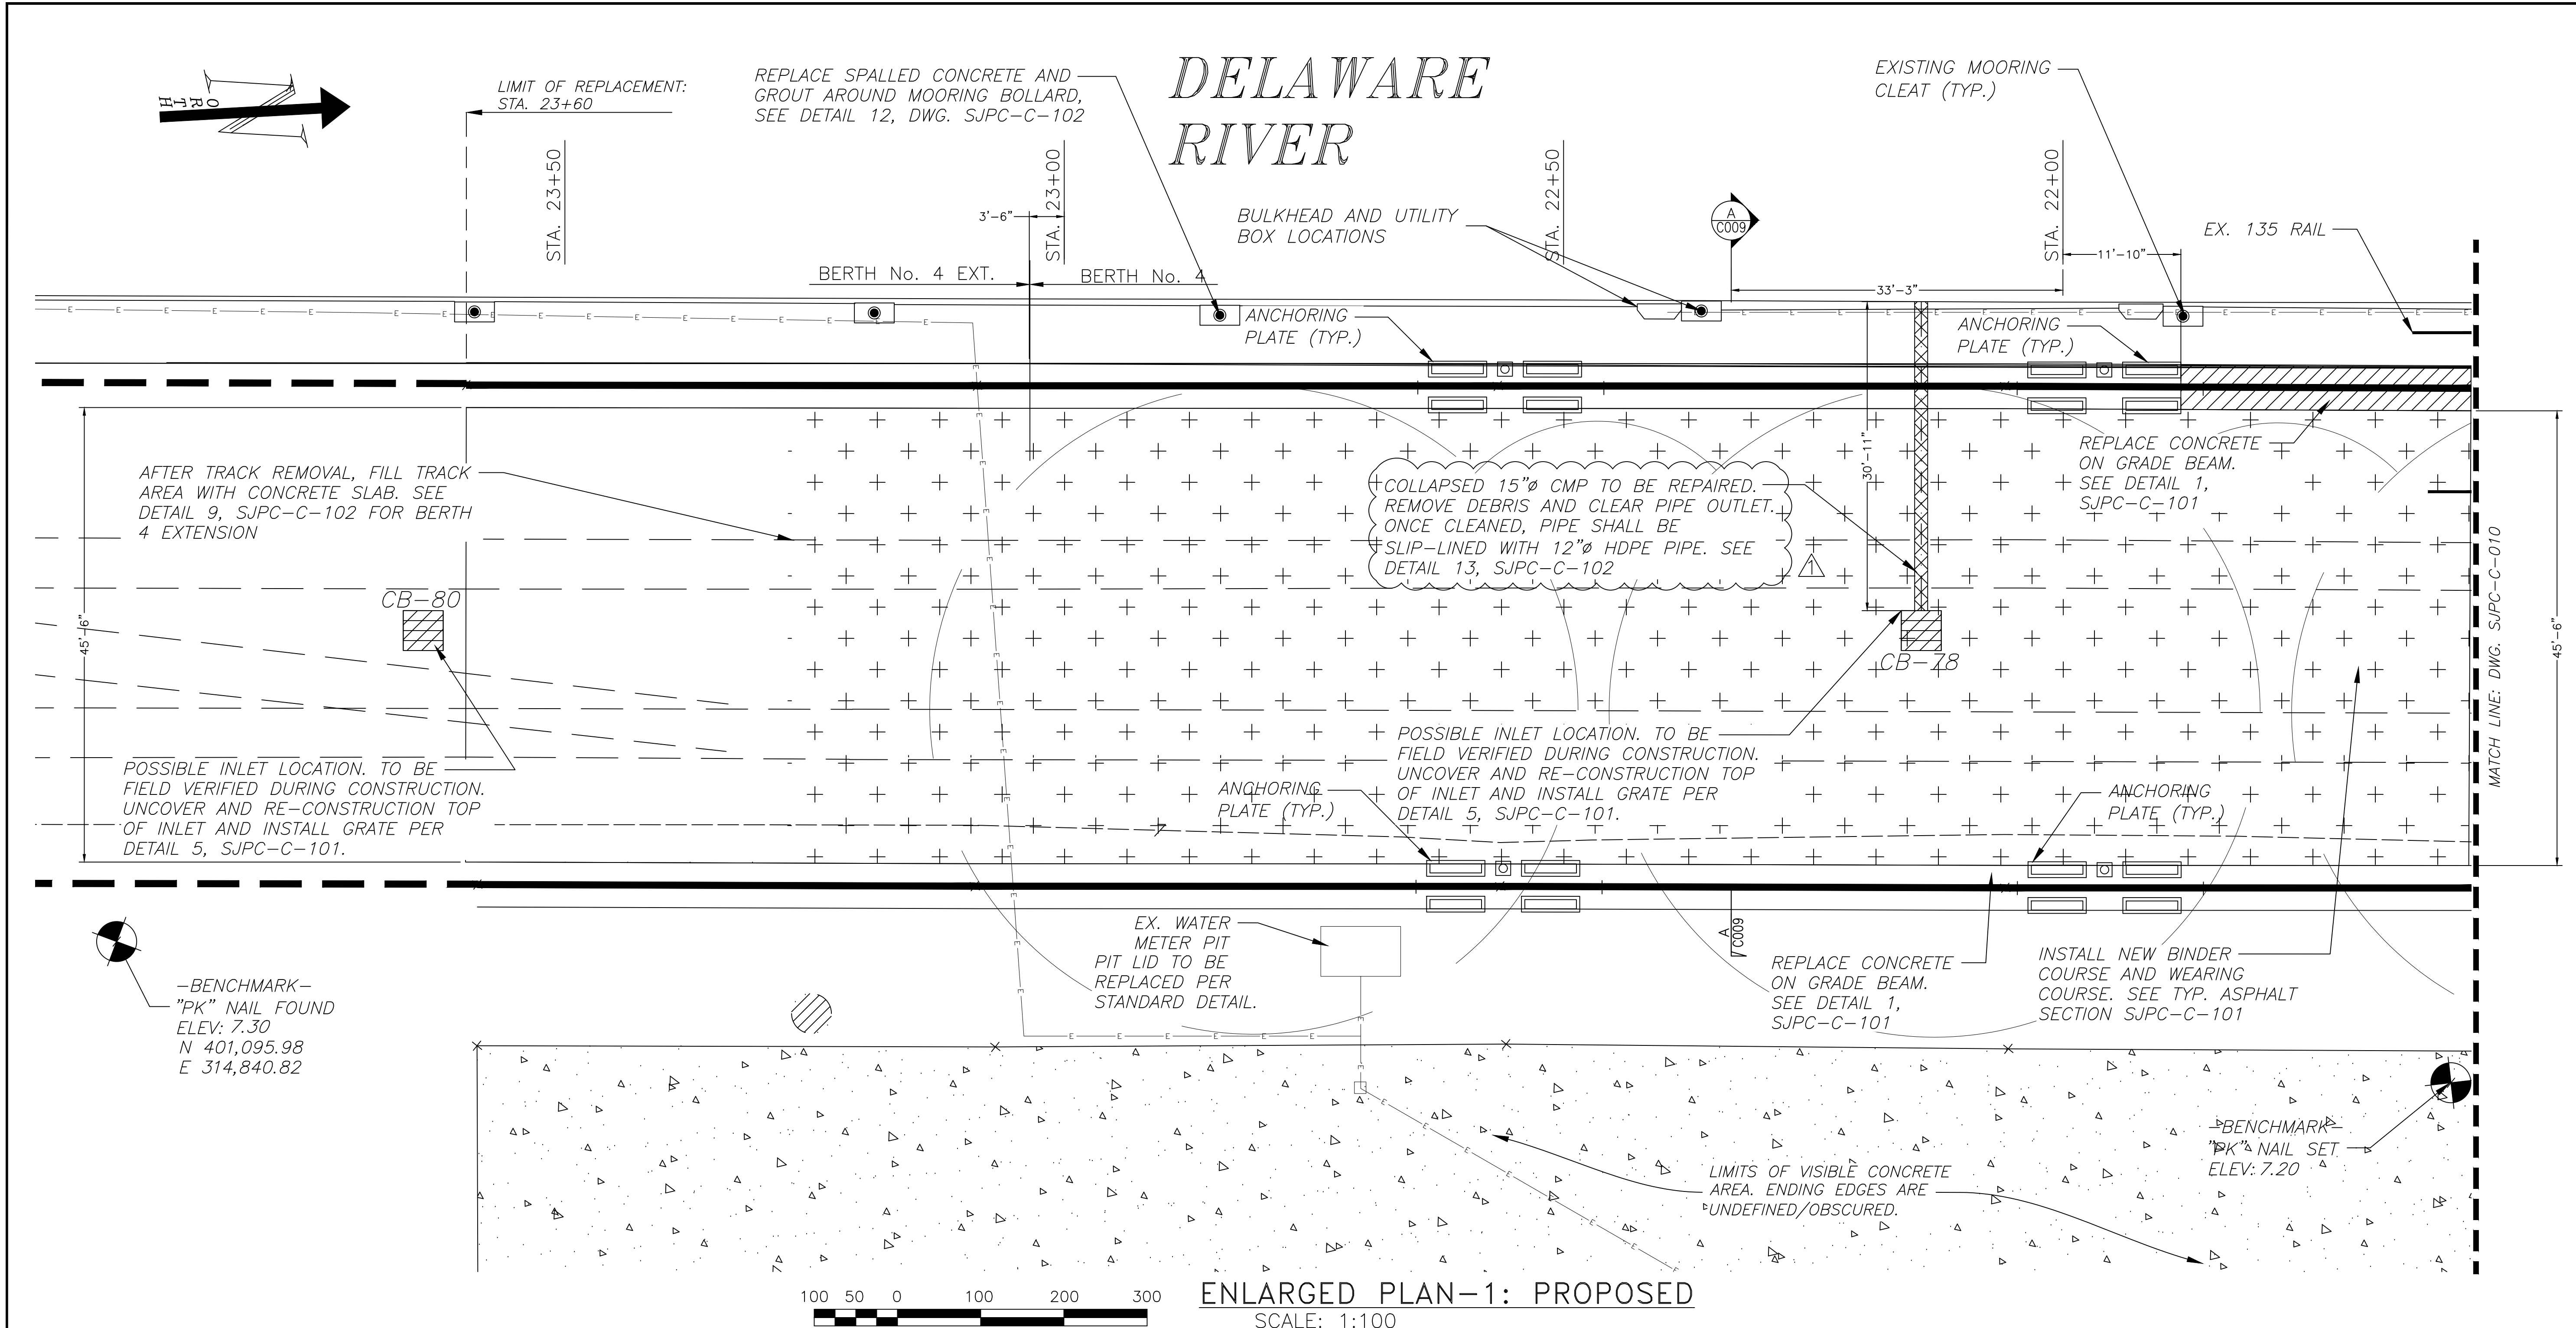 NORTH
LIMIT OF REPLACEMENT:
STA. 23+60
REPLACE SPALLED CONCRETE AND
GROUT AROUND MOORING BOLLARD,
SEE DETAIL 12, DWG. SJPC-C-102
DELAWARE
RIVER
EXISTING MOORING
CLEAT (TYP.)
STA. 23+50
STA. 23+00
STA. 22+50
STA. 22+00
3'-6"
BULKHEAD AND UTILITY
BOX LOCATIONS
A
C009
11'-10"
EX. 135 RAIL
BERTH No. 4 EXT.
BERTH No. 4
33'-3"
ANCHORING
PLATE (TYP.)
ANCHORING
PLATE (TYP.)
30'-11"
REPLACE CONCRETE
ON GRADE BEAM.
SEE DETAIL 1,
SJPC-C-101
AFTER TRACK REMOVAL, FILL TRACK
AREA WITH CONCRETE SLAB. SEE
DETAIL 9, SJPC-C-102 FOR BERTH
4 EXTENSION
COLLAPSED 15"ø CMP TO BE REPAIRED.
REMOVE DEBRIS AND CLEAR PIPE OUTLET.
ONCE CLEANED, PIPE SHALL BE
SLIP-LINED WITH 12"ø HDPE PIPE. SEE
DETAIL 13, SJPC-C-102
1
CB-80
CB-78
45'-6"
45'-6"
MATCH LINE: DWG. SJPC-C-010
POSSIBLE INLET LOCATION. TO BE
FIELD VERIFIED DURING CONSTRUCTION.
UNCOVER AND RE-CONSTRUCTION TOP
OF INLET AND INSTALL GRATE PER
DETAIL 5, SJPC-C-101.
ANCHORING
PLATE (TYP.)
POSSIBLE INLET LOCATION. TO BE
FIELD VERIFIED DURING CONSTRUCTION.
UNCOVER AND RE-CONSTRUCTION TOP
OF INLET AND INSTALL GRATE PER
DETAIL 5, SJPC-C-101.
ANCHORING
PLATE (TYP.)
-BENCHMARK-
"PK" NAIL FOUND
ELEV: 7.30
N 401,095.98
E 314,840.82
EX. WATER
METER PIT
PIT LID TO BE
REPLACED PER
STANDARD DETAIL.
A
C009
REPLACE CONCRETE
ON GRADE BEAM.
SEE DETAIL 1,
SJPC-C-101
INSTALL NEW BINDER
COURSE AND WEARING
COURSE. SEE TYP. ASPHALT
SECTION SJPC-C-101
-BENCHMARK-
"PK" NAIL SET
ELEV: 7.20
LIMITS OF VISIBLE CONCRETE
AREA. ENDING EDGES ARE
UNDEFINED/OBSCURED.
100 50 0 100 200 300
ENLARGED PLAN-1: PROPOSED
SCALE: 1:100